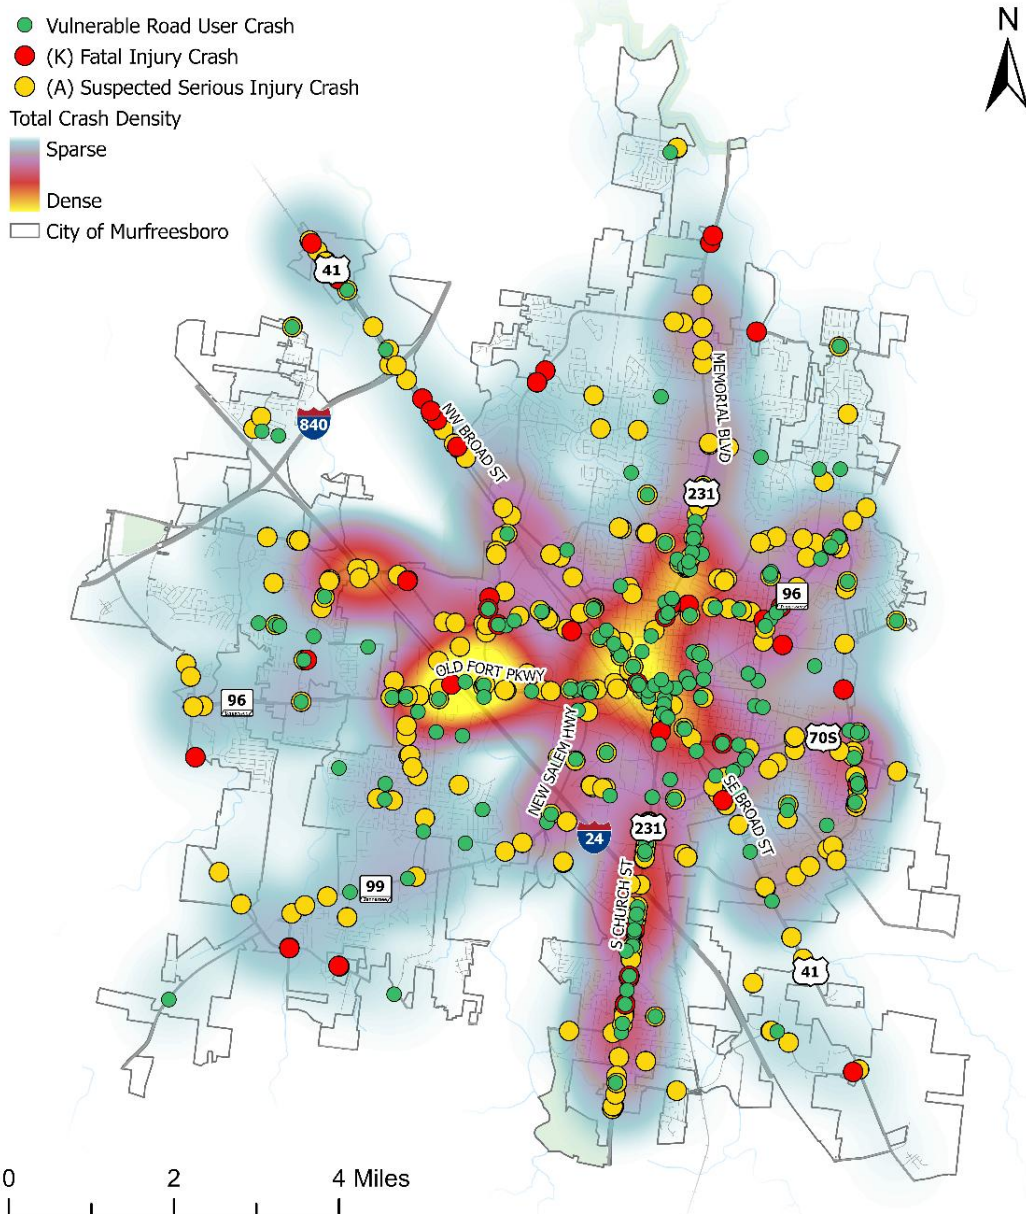 Vulnerable Road User Crash
(K) Fatal Injury Crash
(A) Suspected Serious Injury Crash
Total Crash Density
Sparse
Dense
City of Murfreesboro
N
41
840
NW BROAD ST
MEMORIAL BLVD
231
96
OLD FORT PKWY
96
70S
NEW SALEM HWY
SE BROAD ST
24
231
99
S CHURCH ST
41
0 2 4 Miles